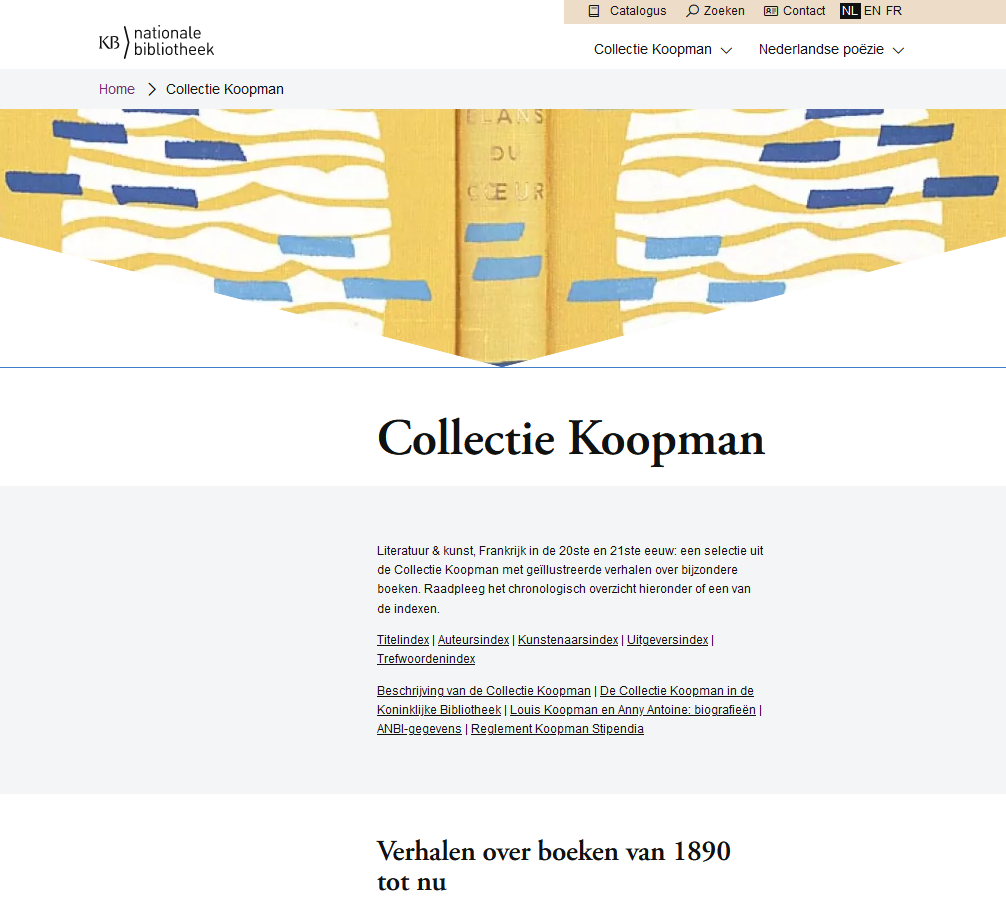 Catalogus Zoeken Contact NL EN FR
KB nationale bibliotheek
Collectie Koopman Nederlandse poëzie
Home Collectie Koopman
ELANS
DU
CŒUR
Collectie Koopman
Literatuur & kunst, Frankrijk in de 20ste en 21ste eeuw: een selectie uit
de Collectie Koopman met geïllustreerde verhalen over bijzondere
boeken. Raadpleeg het chronologisch overzicht hieronder of een van
de indexen.
Titelindex | Auteursindex | Kunstenaarsindex | Uitgeversindex |
Trefwoordenindex
Beschrijving van de Collectie Koopman | De Collectie Koopman in de
Koninklijke Bibliotheek | Louis Koopman en Anny Antoine: biografieën |
ANBI-gegevens | Reglement Koopman Stipendia
Verhalen over boeken van 1890
tot nu